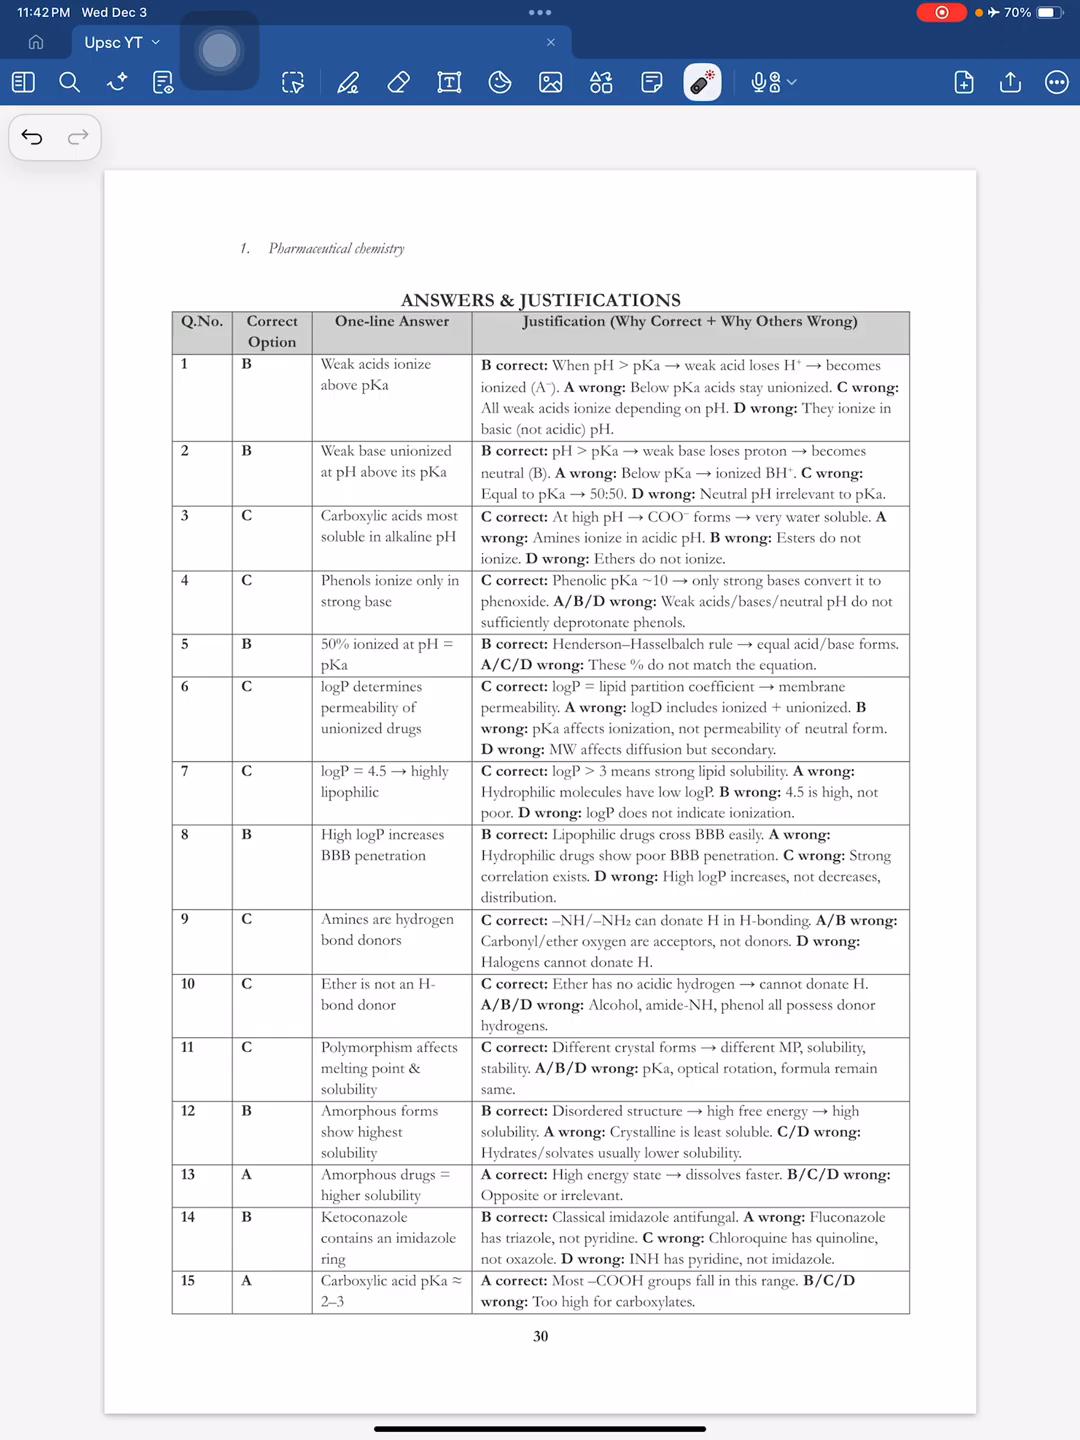 11:42 PM Wed Dec 3
70%
Upsc YT
1. Pharmaceutical chemistry
ANSWERS & JUSTIFICATIONS
Q.No. Correct Option One-line Answer Justification (Why Correct + Why Others Wrong)
1 B Weak acids ionize above pKa
B correct: When pH > pKa → weak acid loses H⁺ → becomes
ionized (A⁻). A wrong: Below pKa acids stay unionized. C wrong:
All weak acids ionize depending on pH. D wrong: They ionize in
basic (not acidic) pH.
2 B Weak base unionized at pH above its pKa
B correct: pH > pKa → weak base loses proton → becomes
neutral (B). A wrong: Below pKa → ionized BH⁺. C wrong:
Equal to pKa → 50:50. D wrong: Neutral pH irrelevant to pKa.
3 C Carboxylic acids most soluble in alkaline pH
C correct: At high pH → COO⁻ forms → very water soluble. A
wrong: Amines ionize in acidic pH. B wrong: Esters do not
ionize. D wrong: Ethers do not ionize.
4 C Phenols ionize only in strong base
C correct: Phenolic pKa ~10 → only strong bases convert it to
phenoxide. A/B/D wrong: Weak acids/bases/neutral pH do not
sufficiently deprotonate phenols.
5 B 50% ionized at pH = pKa
B correct: Henderson–Hasselbalch rule → equal acid/base forms.
A/C/D wrong: These % do not match the equation.
6 C logP determines permeability of unionized drugs
C correct: logP = lipid partition coefficient → membrane
permeability. A wrong: logD includes ionized + unionized. B
wrong: pKa affects ionization, not permeability of neutral form.
D wrong: MW affects diffusion but secondary.
7 C logP = 4.5 → highly lipophilic
C correct: logP > 3 means strong lipid solubility. A wrong:
Hydrophilic molecules have low logP. B wrong: 4.5 is high, not
poor. D wrong: logP does not indicate ionization.
8 B High logP increases BBB penetration
B correct: Lipophilic drugs cross BBB easily. A wrong:
Hydrophilic drugs show poor BBB penetration. C wrong: Strong
correlation exists. D wrong: High logP increases, not decreases,
distribution.
9 C Amines are hydrogen bond donors
C correct: –NH/–NH₂ can donate H in H-bonding. A/B wrong:
Carbonyl/ether oxygen are acceptors, not donors. D wrong:
Halogens cannot donate H.
10 C Ether is not an H-bond donor
C correct: Ether has no acidic hydrogen → cannot donate H.
A/B/D wrong: Alcohol, amide-NH, phenol all possess donor
hydrogens.
11 C Polymorphism affects melting point & solubility
C correct: Different crystal forms → different MP, solubility,
stability. A/B/D wrong: pKa, optical rotation, formula remain
same.
12 B Amorphous forms show highest solubility
B correct: Disordered structure → high free energy → high
solubility. A wrong: Crystalline is least soluble. C/D wrong:
Hydrates/solvates usually lower solubility.
13 A Amorphous drugs = higher solubility
A correct: High energy state → dissolves faster. B/C/D wrong:
Opposite or irrelevant.
14 B Ketoconazole contains an imidazole ring
B correct: Classical imidazole antifungal. A wrong: Fluconazole
has triazole, not pyridine. C wrong: Chloroquine has quinoline,
not oxazole. D wrong: INH has pyridine, not imidazole.
15 A Carboxylic acid pKa ≈ 2–3
A correct: Most –COOH groups fall in this range. B/C/D
wrong: Too high for carboxylates.
30